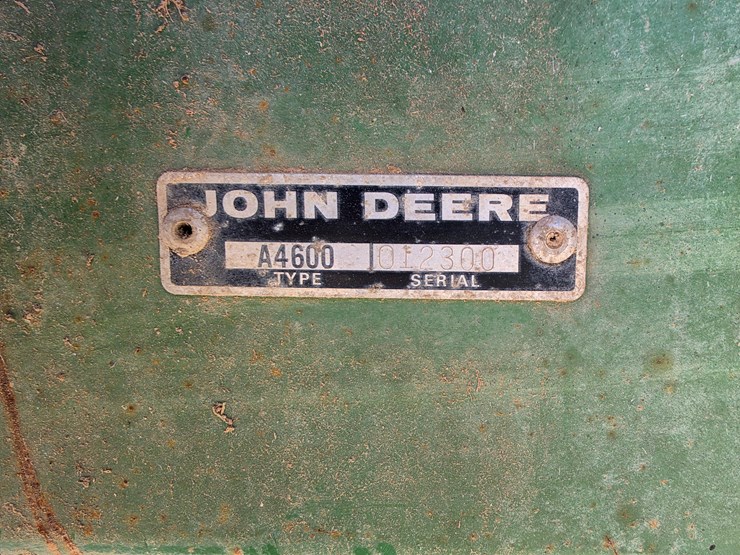 JOHN DEERE
A4600 012300
TYPE SERIAL